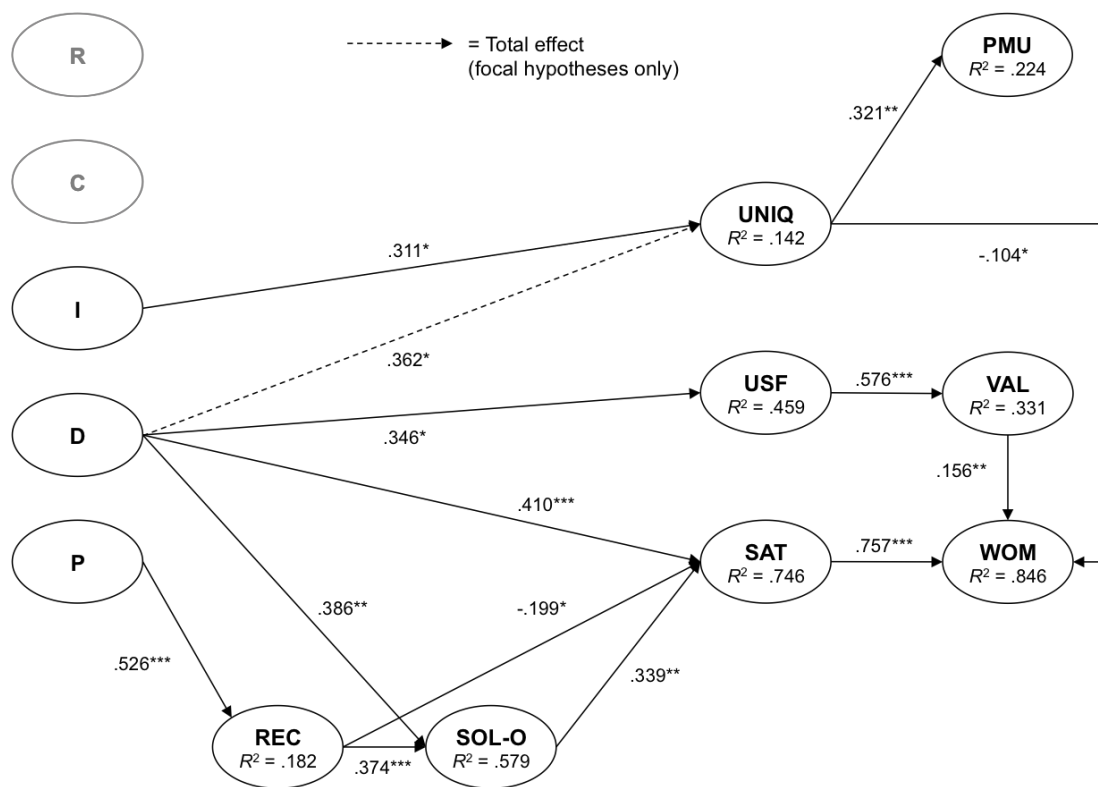 R
= Total effect
(focal hypotheses only)
PMU
R² = .224
.321**
C
UNIQ
R² = .142
-.104*
.311*
I
.362*
D
.346*
USF
R² = .459
.576***
VAL
R² = .331
.156**
.410***
P
SAT
R² = .746
.757***
WOM
R² = .846
.386**
-.199*
.526***
.339**
REC
R² = .182
.374***
SOL-O
R² = .579